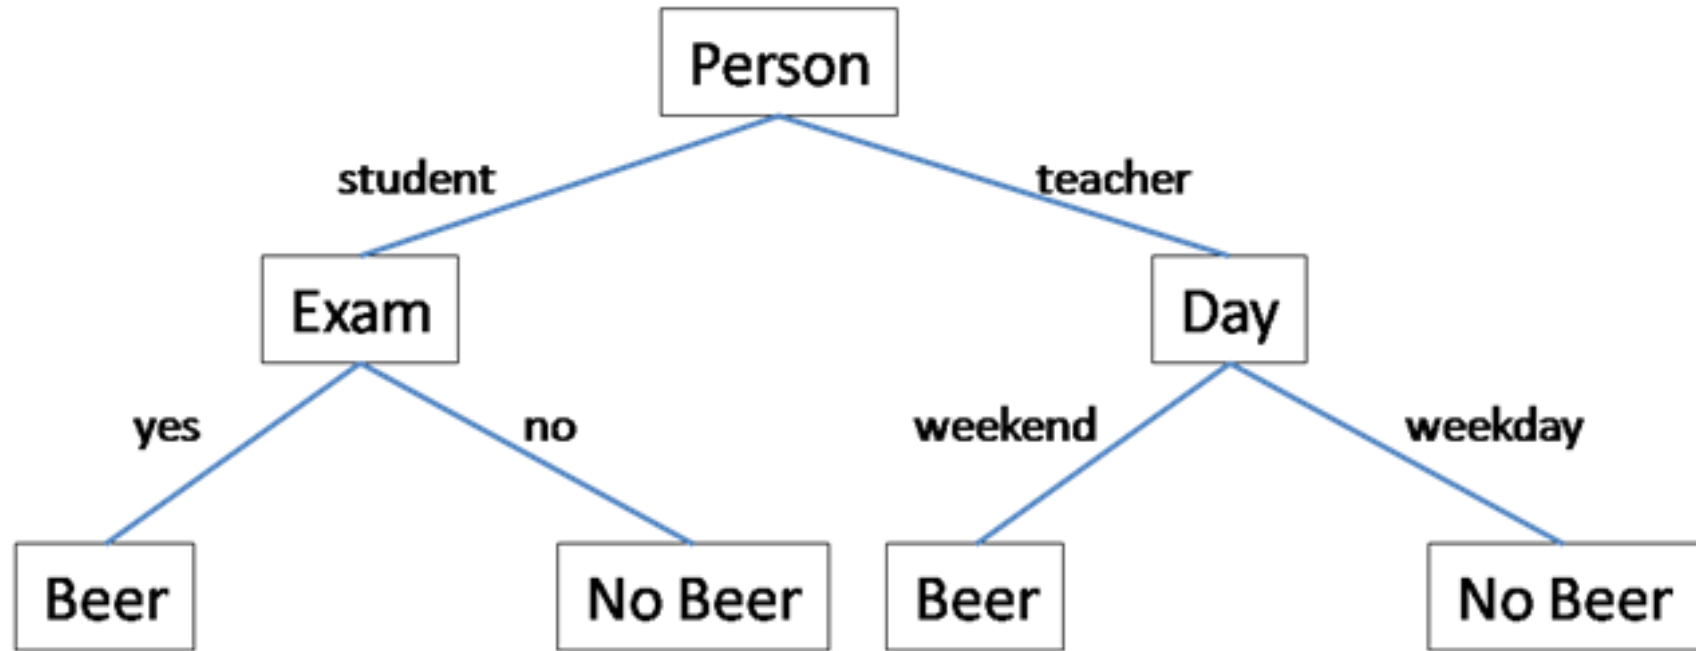 Person
student
teacher
Exam
Day
yes
no
weekend
weekday
Beer
No Beer
Beer
No Beer